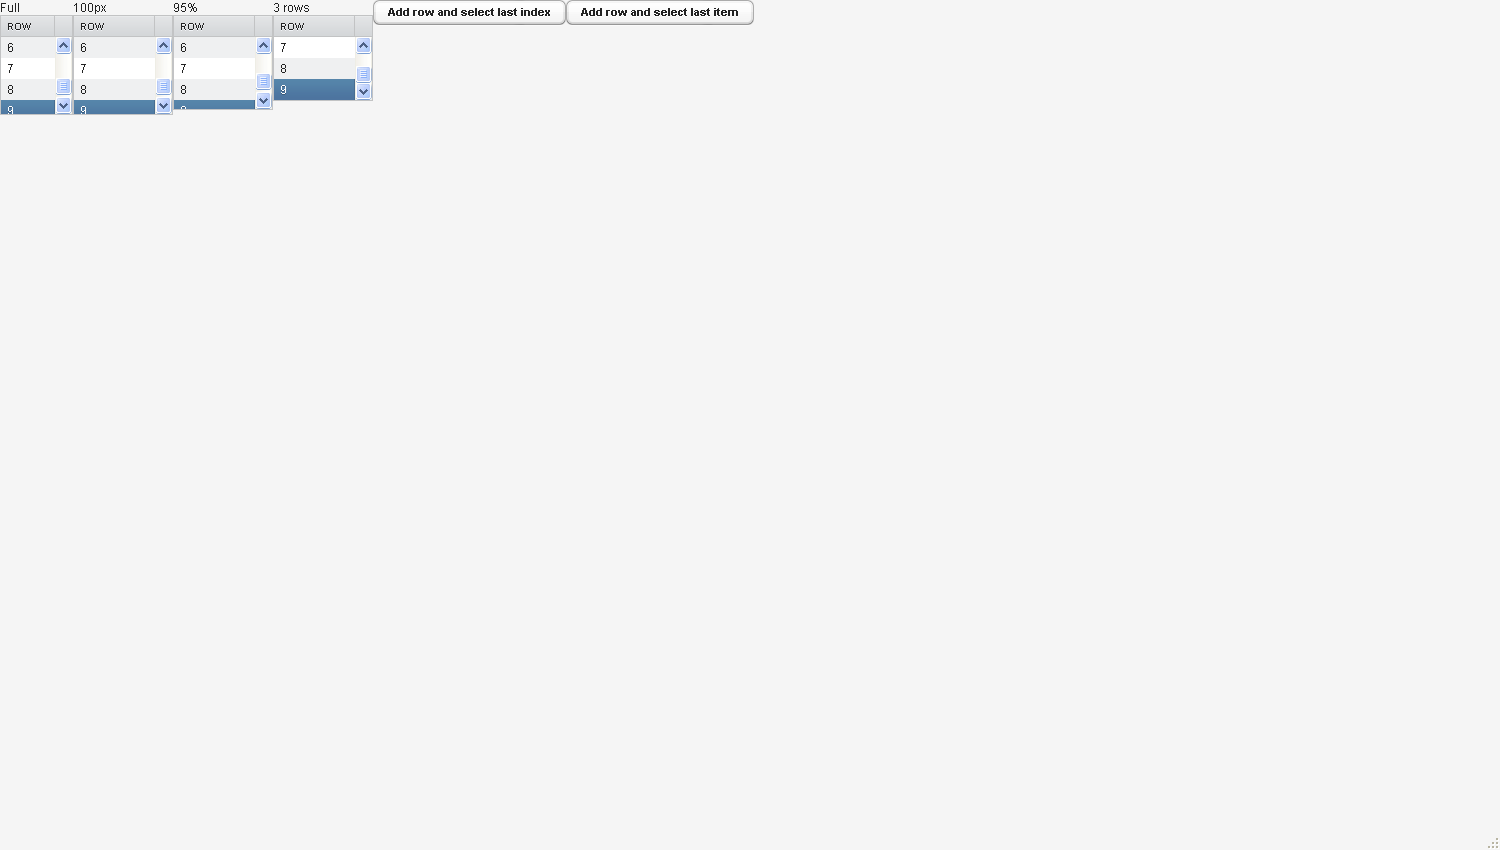 Full 100px 95% 3 rows Add row and select last index Add row and select last item
ROW ROW ROW ROW
6 6 6 7
7 7 7 8
8 8 8 9
9 9